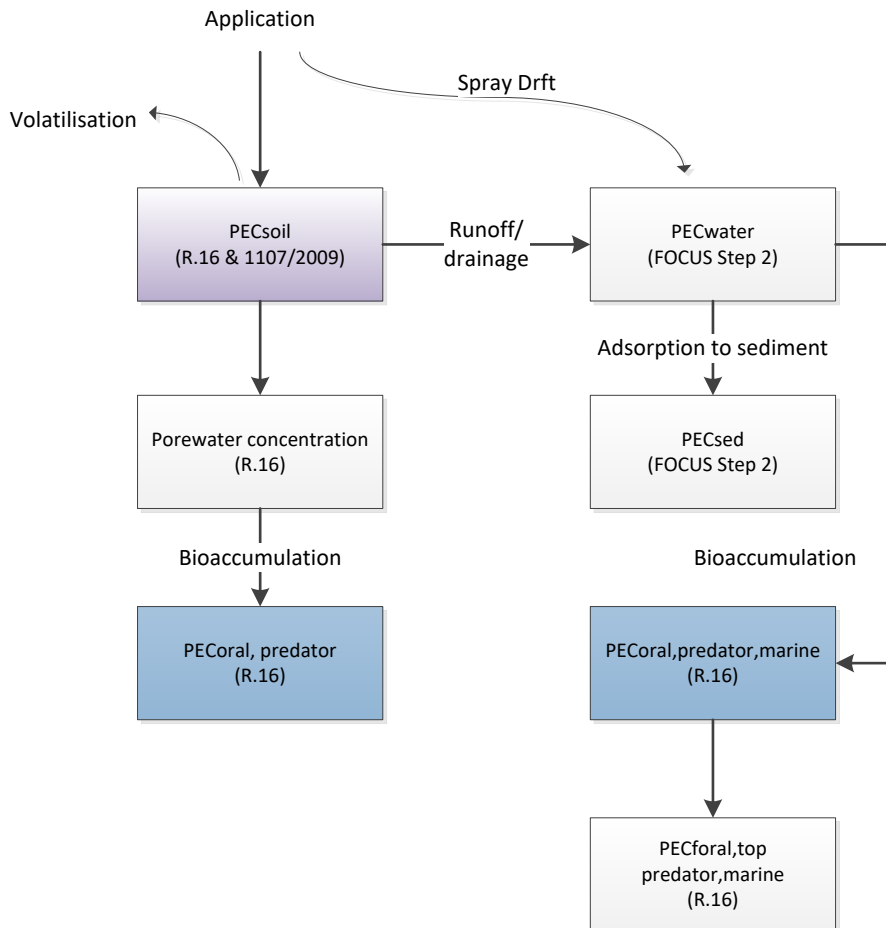 Application
Spray Drft
Volatilisation
PECsoil
(R.16 & 1107/2009)
Runoff/
drainage
PECwater
(FOCUS Step 2)
Adsorption to sediment
Porewater concentration
(R.16)
PECsed
(FOCUS Step 2)
Bioaccumulation
Bioaccumulation
PECoral, predator
(R.16)
PECoral,predator,marine
(R.16)
PECforal,top
predator,marine
(R.16)